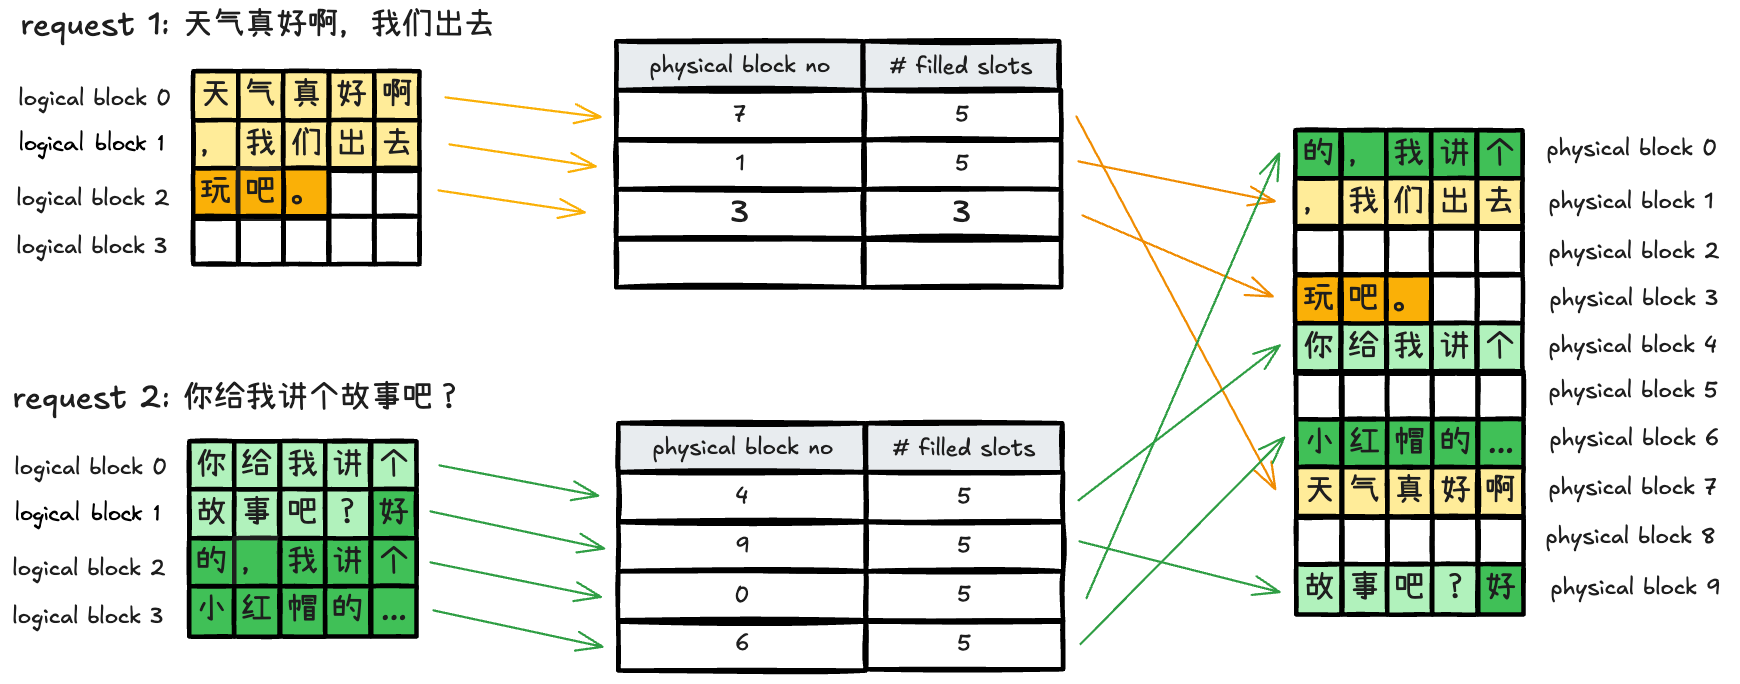 request 1: 天气真好啊, 我们出去
logical block 0
天气真好啊
logical block 1
,我们出去
logical block 2
玩吧。
logical block 3
physical block no # filled slots
7 5
1 5
3 3
的,我讲个
physical block 0
,我们出去
physical block 1
physical block 2
玩吧。
physical block 3
你给我讲个
physical block 4
physical block 5
小红帽的...
physical block 6
天气真好啊
physical block 7
physical block 8
故事吧?好
physical block 9
request 2: 你给我讲个故事吧?
logical block 0
你给我讲个
logical block 1
故事吧?好
logical block 2
的,我讲个
logical block 3
小红帽的...
physical block no # filled slots
4 5
9 5
0 5
6 5